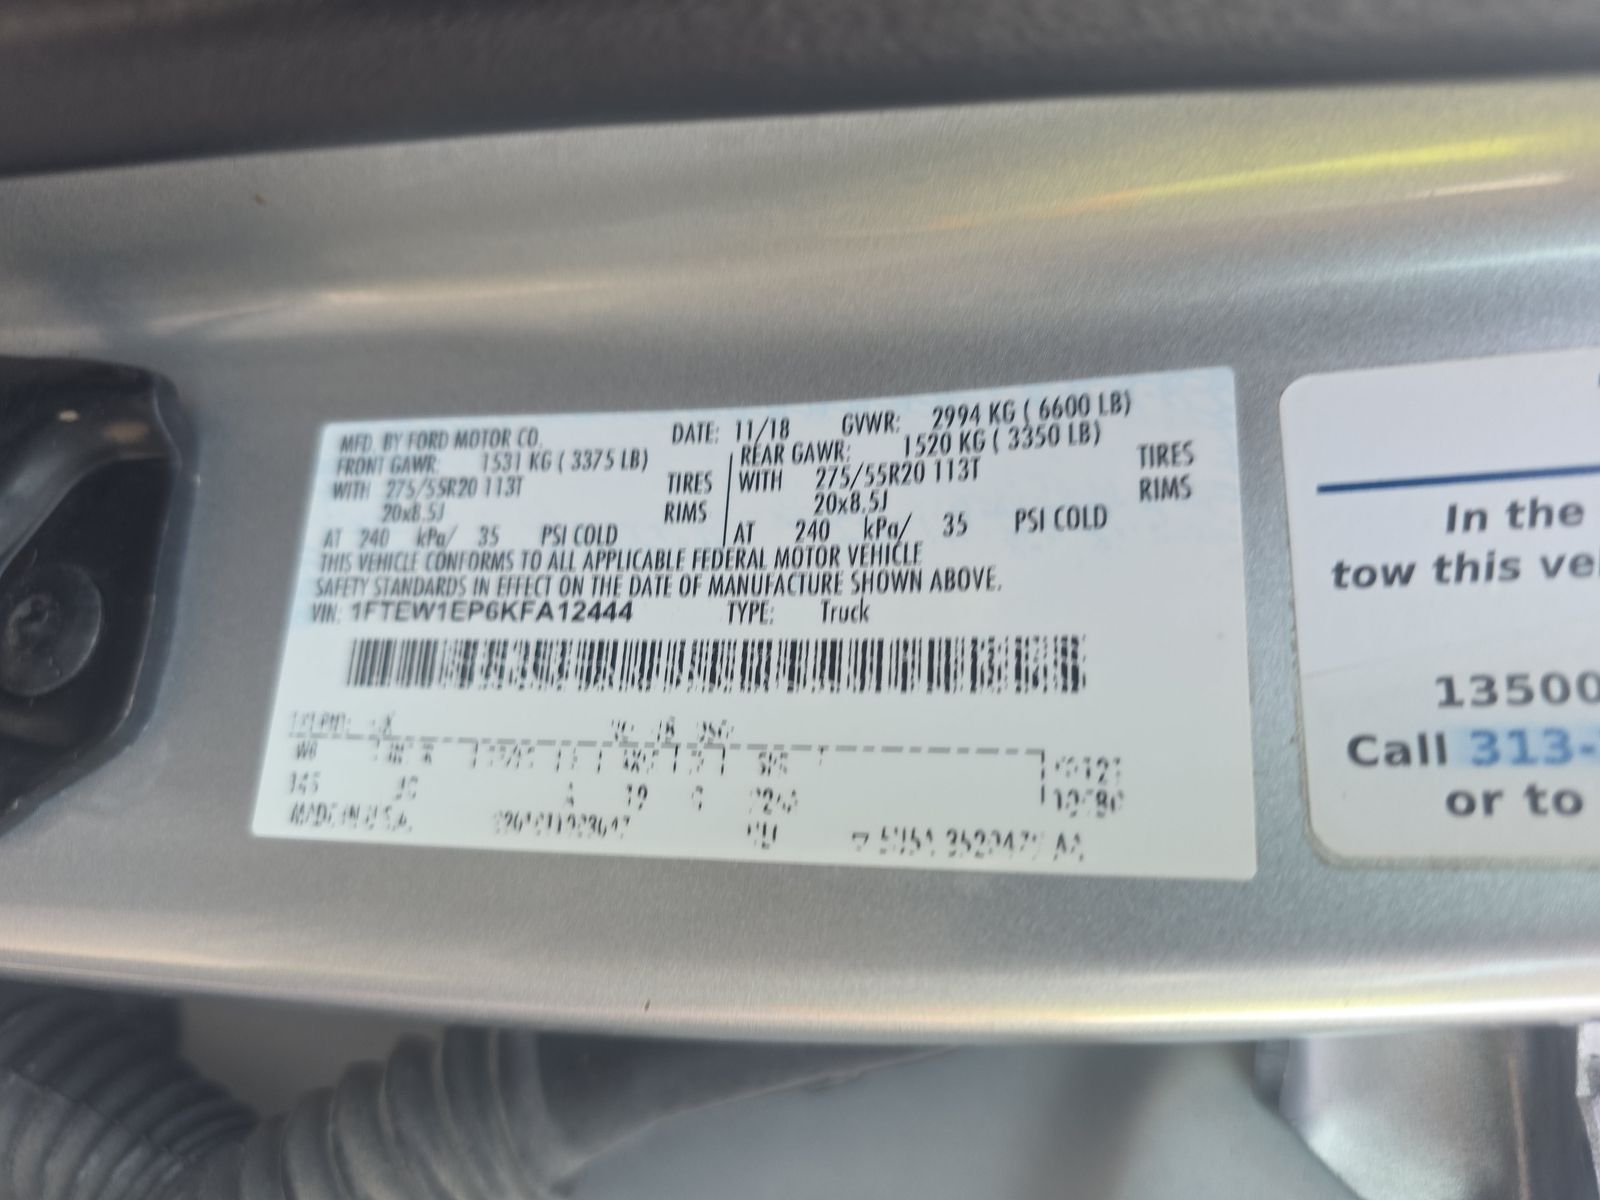 MFD. BY FORD MOTOR CO. DATE: 11/18 GVWR: 2994 KG ( 6600 LB)
FRONT GAWR: 1531 KG ( 3375 LB) REAR GAWR: 1520 KG ( 3350 LB)
WITH 275/55R20 113T TIRES WITH 275/55R20 113T TIRES
20x8.5J RIMS 20x8.5J RIMS
AT 240 kPa/ 35 PSI COLD AT 240 kPa/ 35 PSI COLD
THIS VEHICLE CONFORMS TO ALL APPLICABLE FEDERAL MOTOR VEHICLE
SAFETY STANDARDS IN EFFECT ON THE DATE OF MANUFACTURE SHOWN ABOVE.
VIN: 1FTEW1EP6KFA12444 TYPE: Truck
MADE IN U.S.A.
In the
tow this
13500
Call 313-
or to